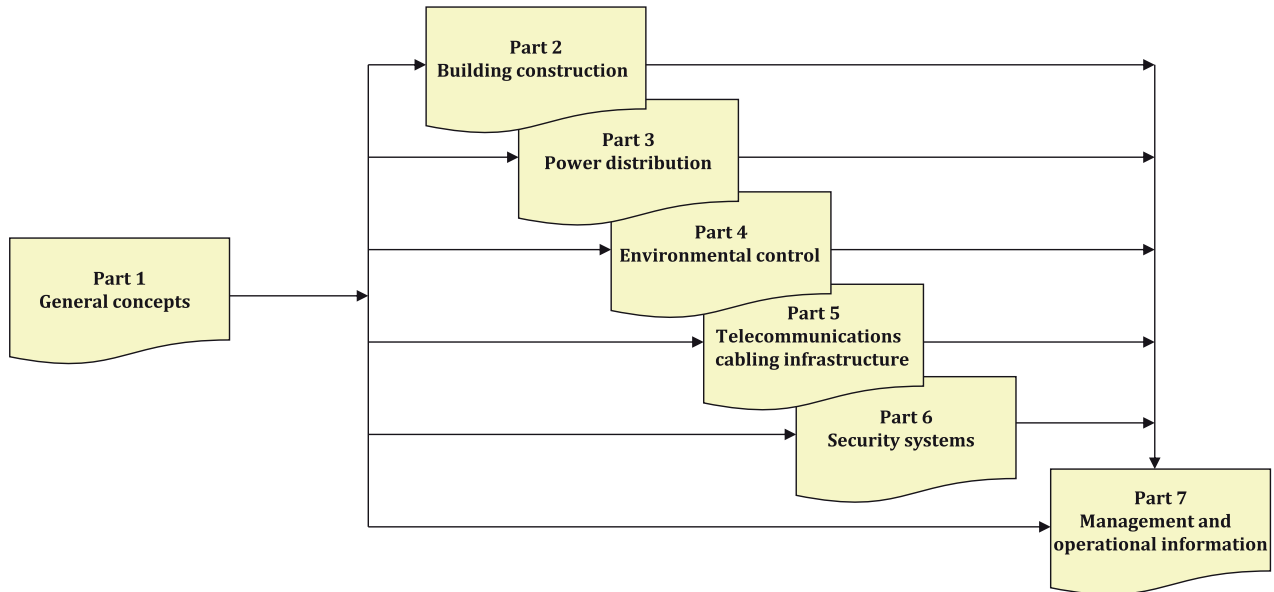 Part 2
Building construction
Part 3
Power distribution
Part 4
Environmental control
Part 1
General concepts
Part 5
Telecommunications
cabling infrastructure
Part 6
Security systems
Part 7
Management and
operational information